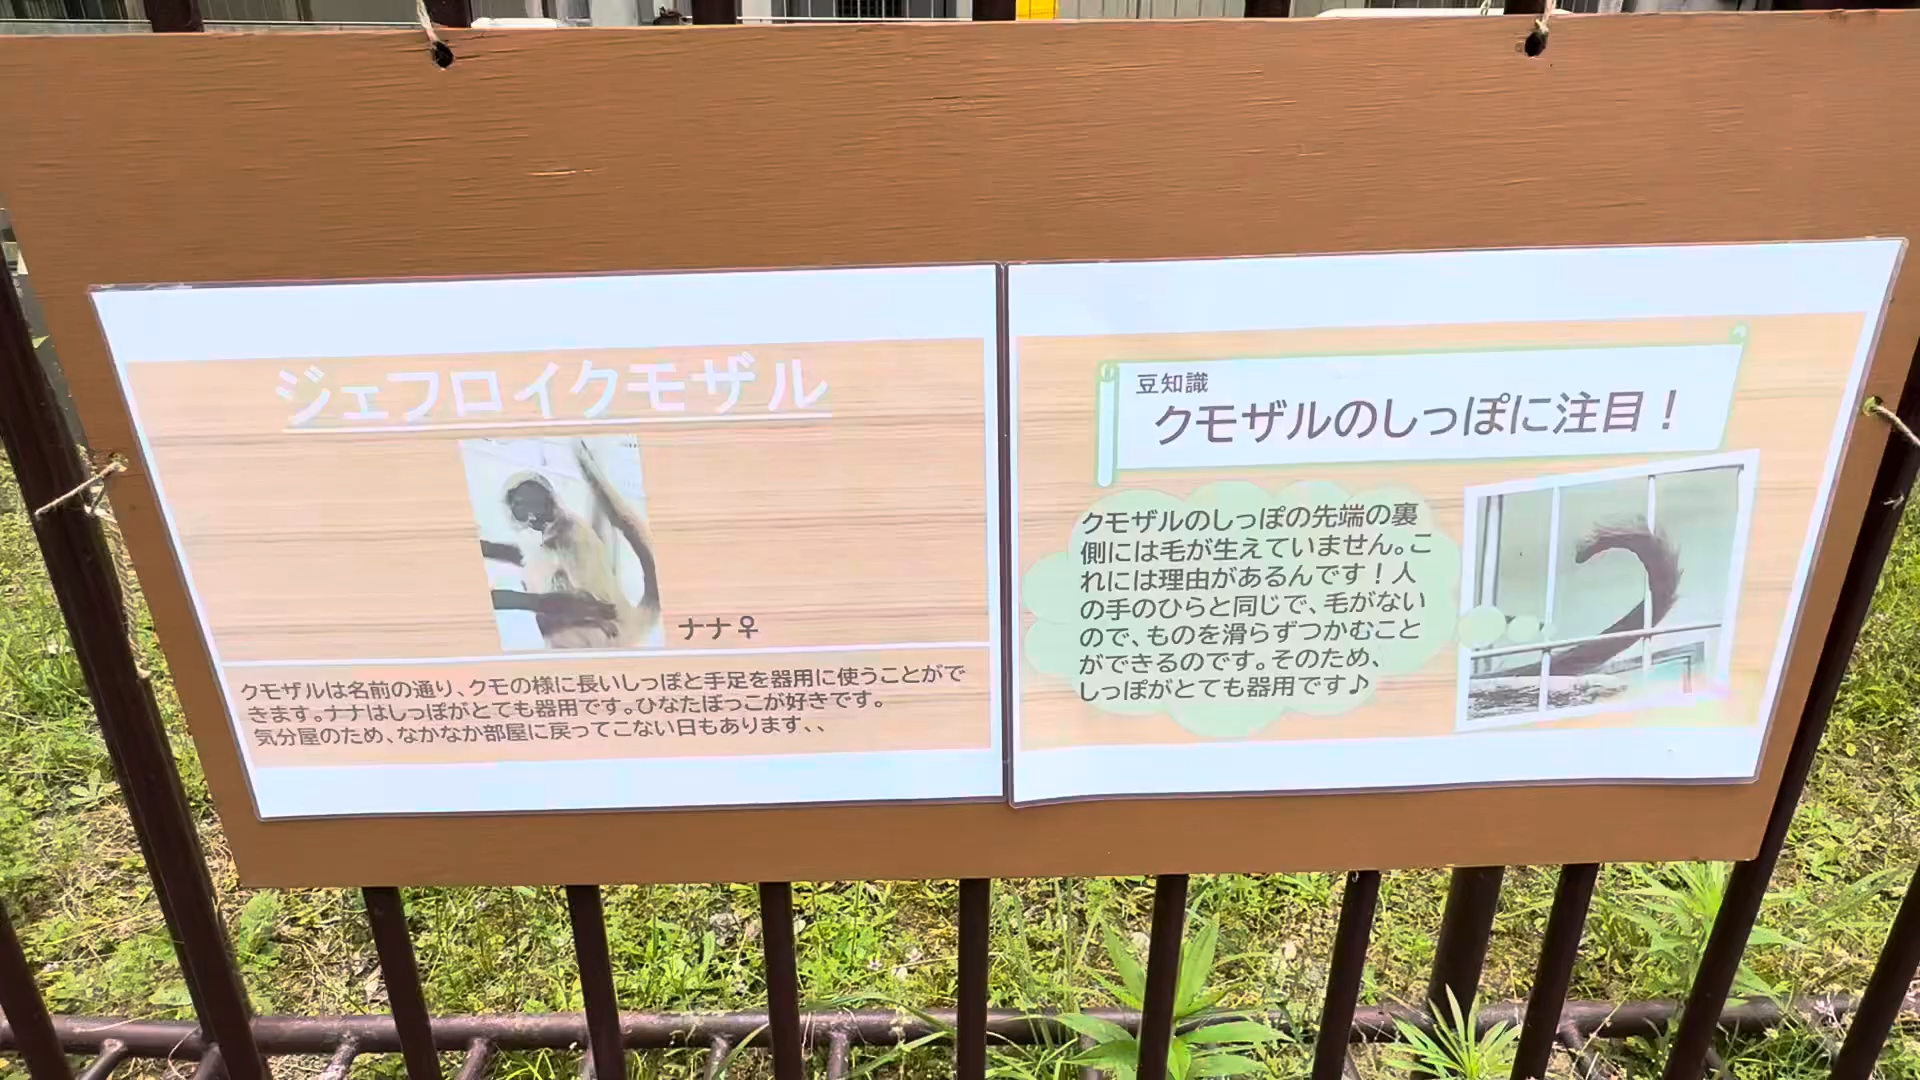 ジェフロイクモザル
ナナ♀
クモザルは名前の通り、クモの様に長いしっぽと手足を器用に使うことがで
きます。ナナはしっぽがとても器用です。ひなたぼっこが好きです。
気分屋のため、なかなか部屋に戻ってこない日もあります、、
豆知識
クモザルのしっぽに注目！
クモザルのしっぽの先端の裏
側には毛が生えていません。こ
れには理由があるんです！人
の手のひらと同じで、毛がない
ので、ものを滑らずつかむこと
ができるのです。そのため、
しっぽがとても器用です♪